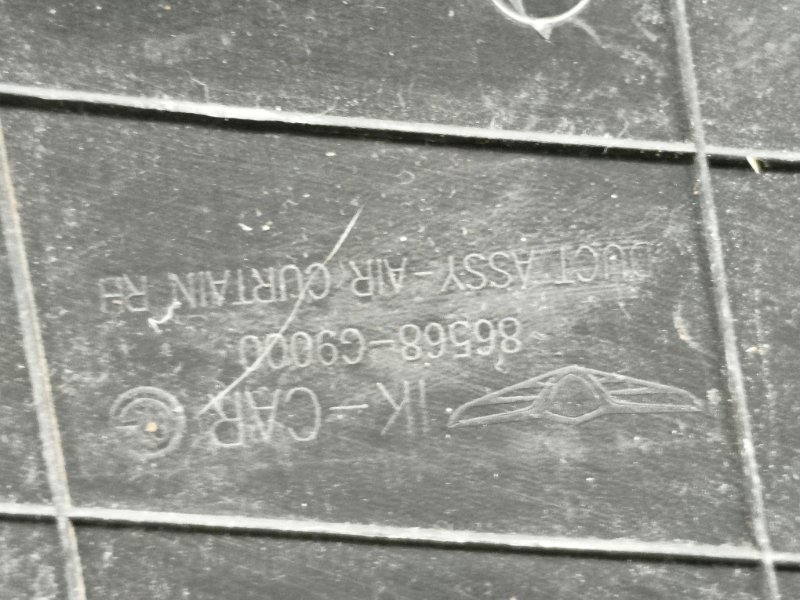 IK-CAR
86568-G9000
DUCT ASSY-AIR CURTAIN RH